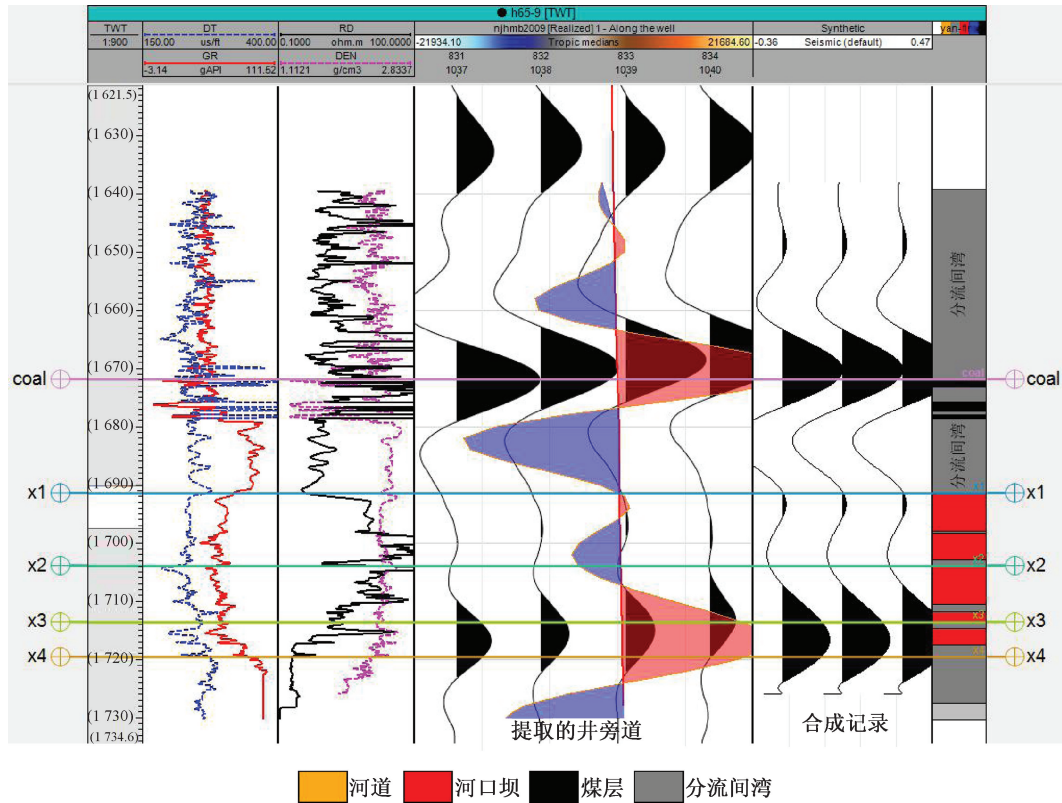 h65-9 [TWT]
TWT DT RD njhmb2009 [Realized] 1 - Along the well Synthetic yan-
1:900 150.00 us/ft 400.00 0.1000 ohm.m 100.0000 -21934.10 Tropic medians 21684.60 -0.36 Seismic (default) 0.47
GR DEN 831 832 833 834
-3.14 gAPI 111.52 1.1121 g/cm3 2.8337 1037 1038 1039 1040
(1 621.5)
(1 630)
(1 640)
(1 650)
分流间湾
(1 660)
(1 670)
coal coal coal
(1 680)
分流间湾
(1 690)
x1 x1 x1
(1 700)
x2 x2 x2
(1 710)
x3 x3 x3
x4 x4 x4
(1 720)
(1 730)
提取的井旁道 合成记录
(1 734.6)
河道 河口坝 煤层 分流间湾